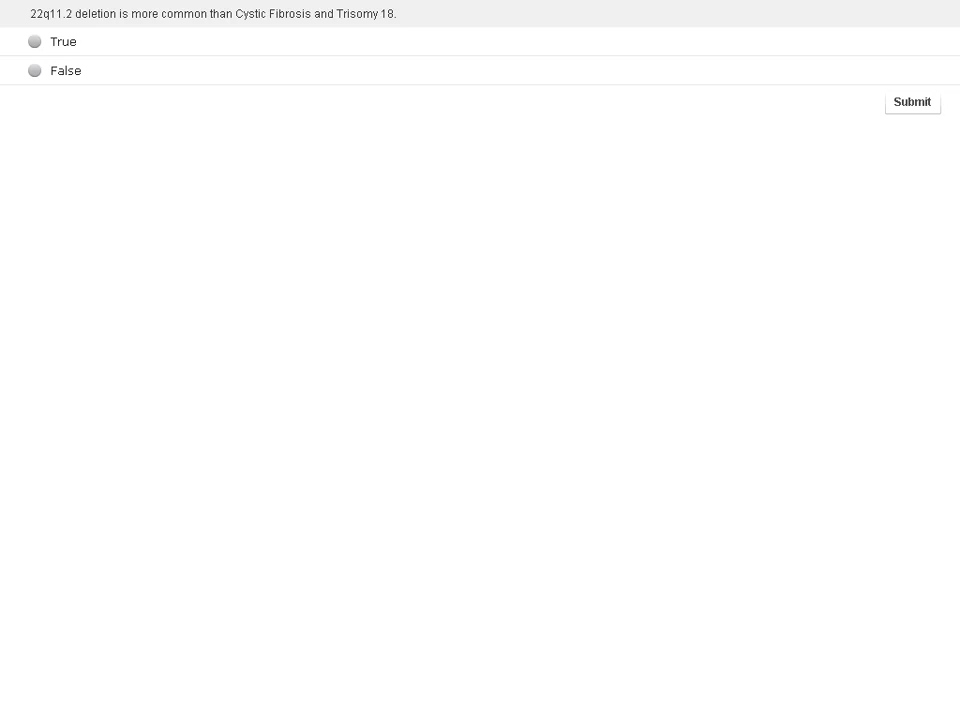 22q11.2 deletion is more common than Cystic Fibrosis and Trisomy 18.
True
False
Submit